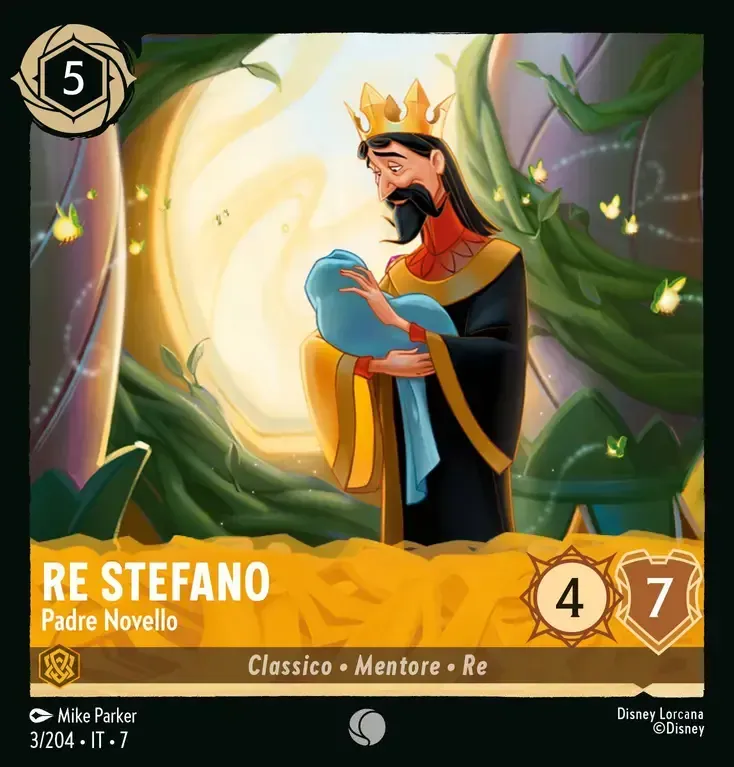 5
RE STEFANO
Padre Novello
4
7
Classico • Mentore • Re
Mike Parker
3/204 • IT • 7
Disney Lorcana
©Disney